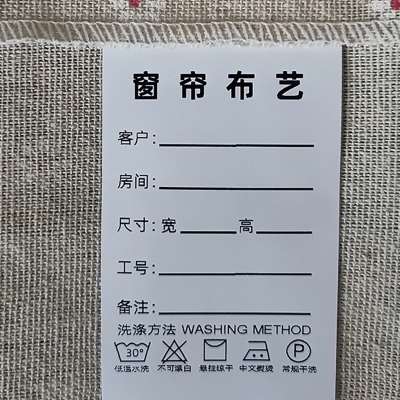 窗帘布艺
客户:
房间:
尺寸:宽 高
工号:
备注:
洗涤方法 WASHING METHOD
30° P
低温水洗 不可漂白 悬挂晾干 中文熨烫 常规干洗